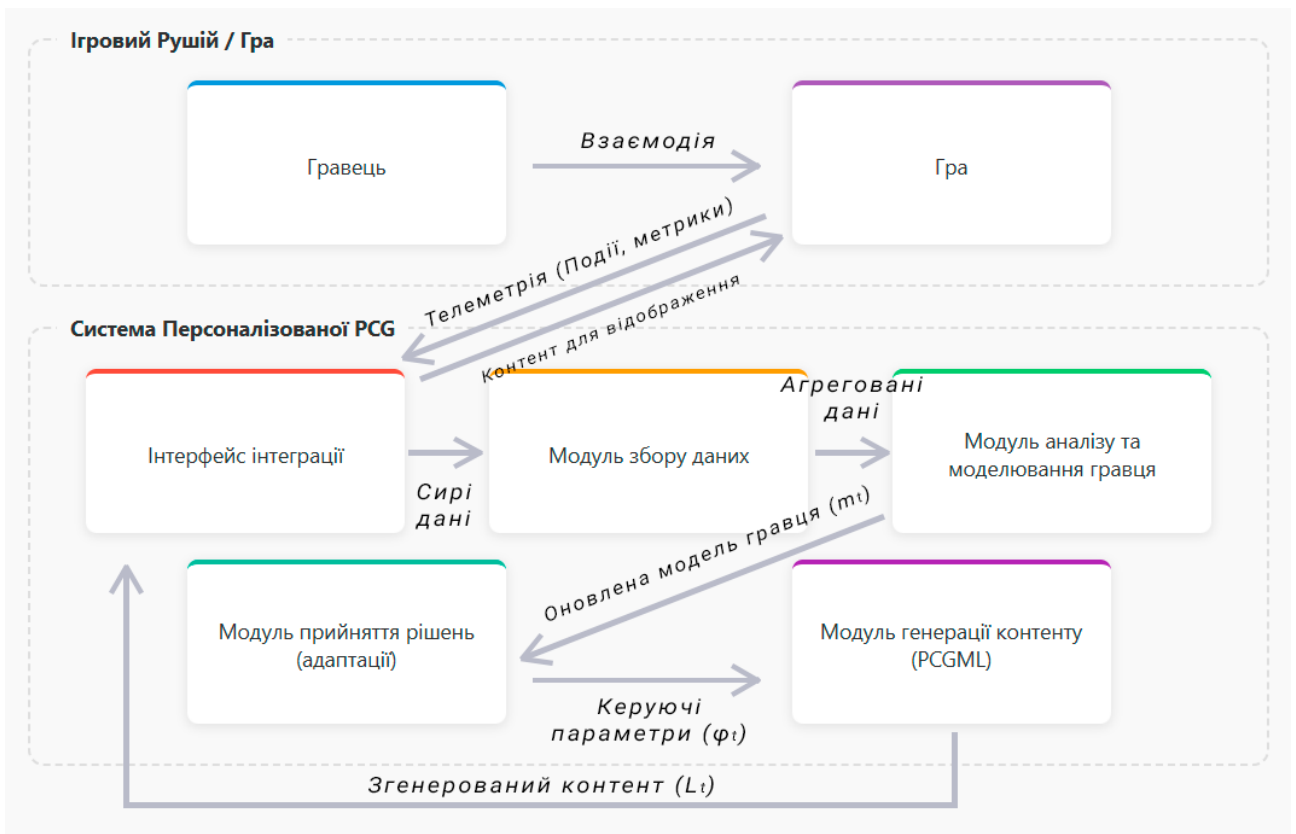 Ігровий Рушій / Гра
Гравець
Взаємодія
Гра
Телеметрія (Події, метрики)
Контент для відображення
Система Персоналізованої PCG
Інтерфейс інтеграції
Сирі
дані
Модуль збору даних
Агреговані
дані
Модуль аналізу та
моделювання гравця
Оновлена модель гравця (mₜ)
Модуль прийняття рішень
(адаптації)
Керуючі
параметри (φₜ)
Модуль генерації контенту
(PCGML)
Згенерований контент (Lₜ)